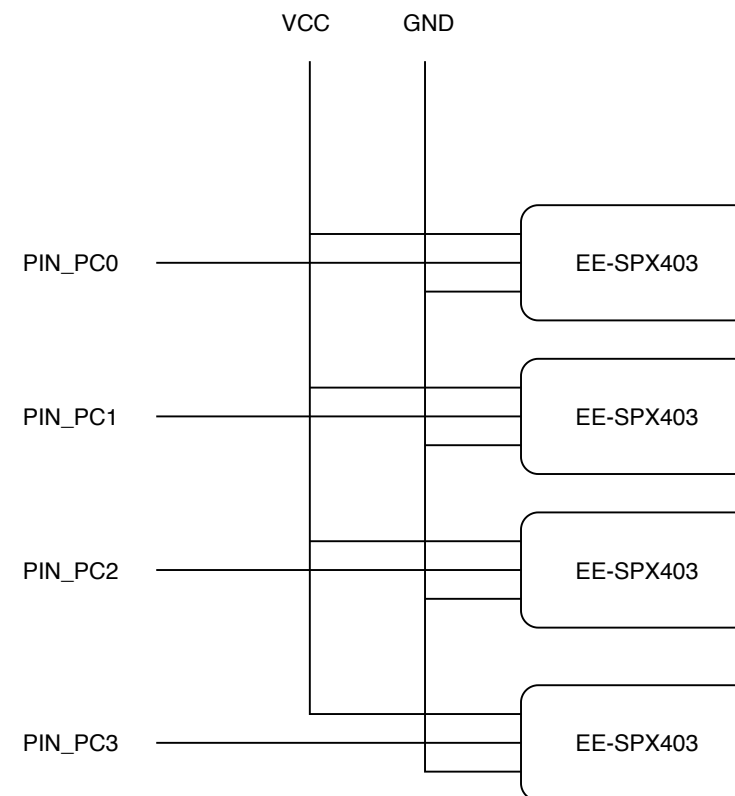 VCC GND
PIN_PC0 EE-SPX403
PIN_PC1 EE-SPX403
PIN_PC2 EE-SPX403
PIN_PC3 EE-SPX403